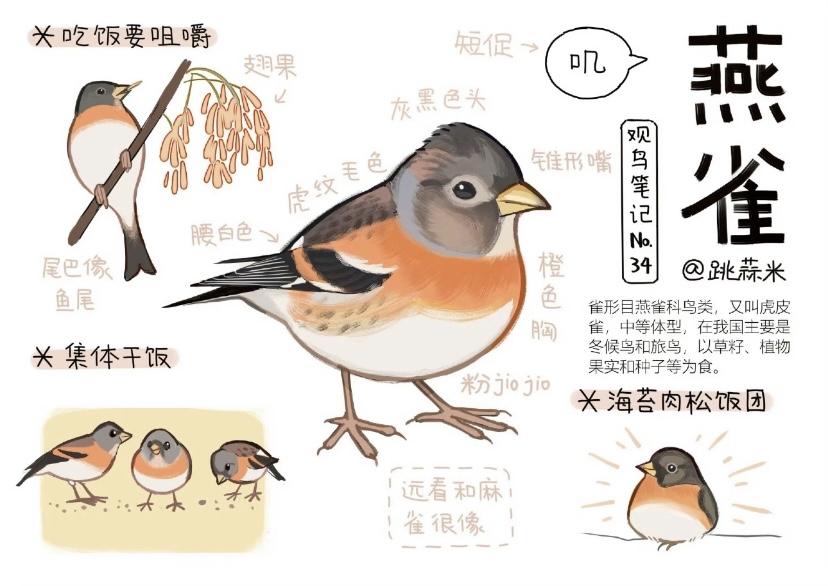 燕雀
观鸟笔记No.34
@跳蒜米
雀形目燕雀科鸟类，又叫虎皮
雀，中等体型，在我国主要是
冬候鸟和旅鸟，以草籽、植物
果实和种子等为食。
吃饭要咀嚼
翅果
尾巴像
鱼尾
短促
叽
灰黑色头
锥形嘴
虎纹毛色
腰白色
橙色胸
粉jiojio
远看和麻
雀很像
集体干饭
海苔肉松饭团